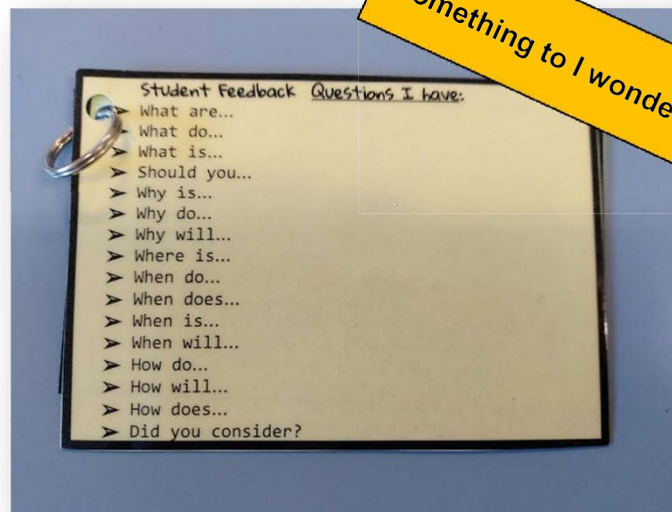 something to I wonde
Student Feedback Questions I have:
➤ What are...
➤ What do...
➤ What is...
➤ Should you...
➤ Why is...
➤ Why do...
➤ Why will...
➤ Where is...
➤ When do...
➤ When does...
➤ When is...
➤ When will...
➤ How do...
➤ How will...
➤ How does...
➤ Did you consider?